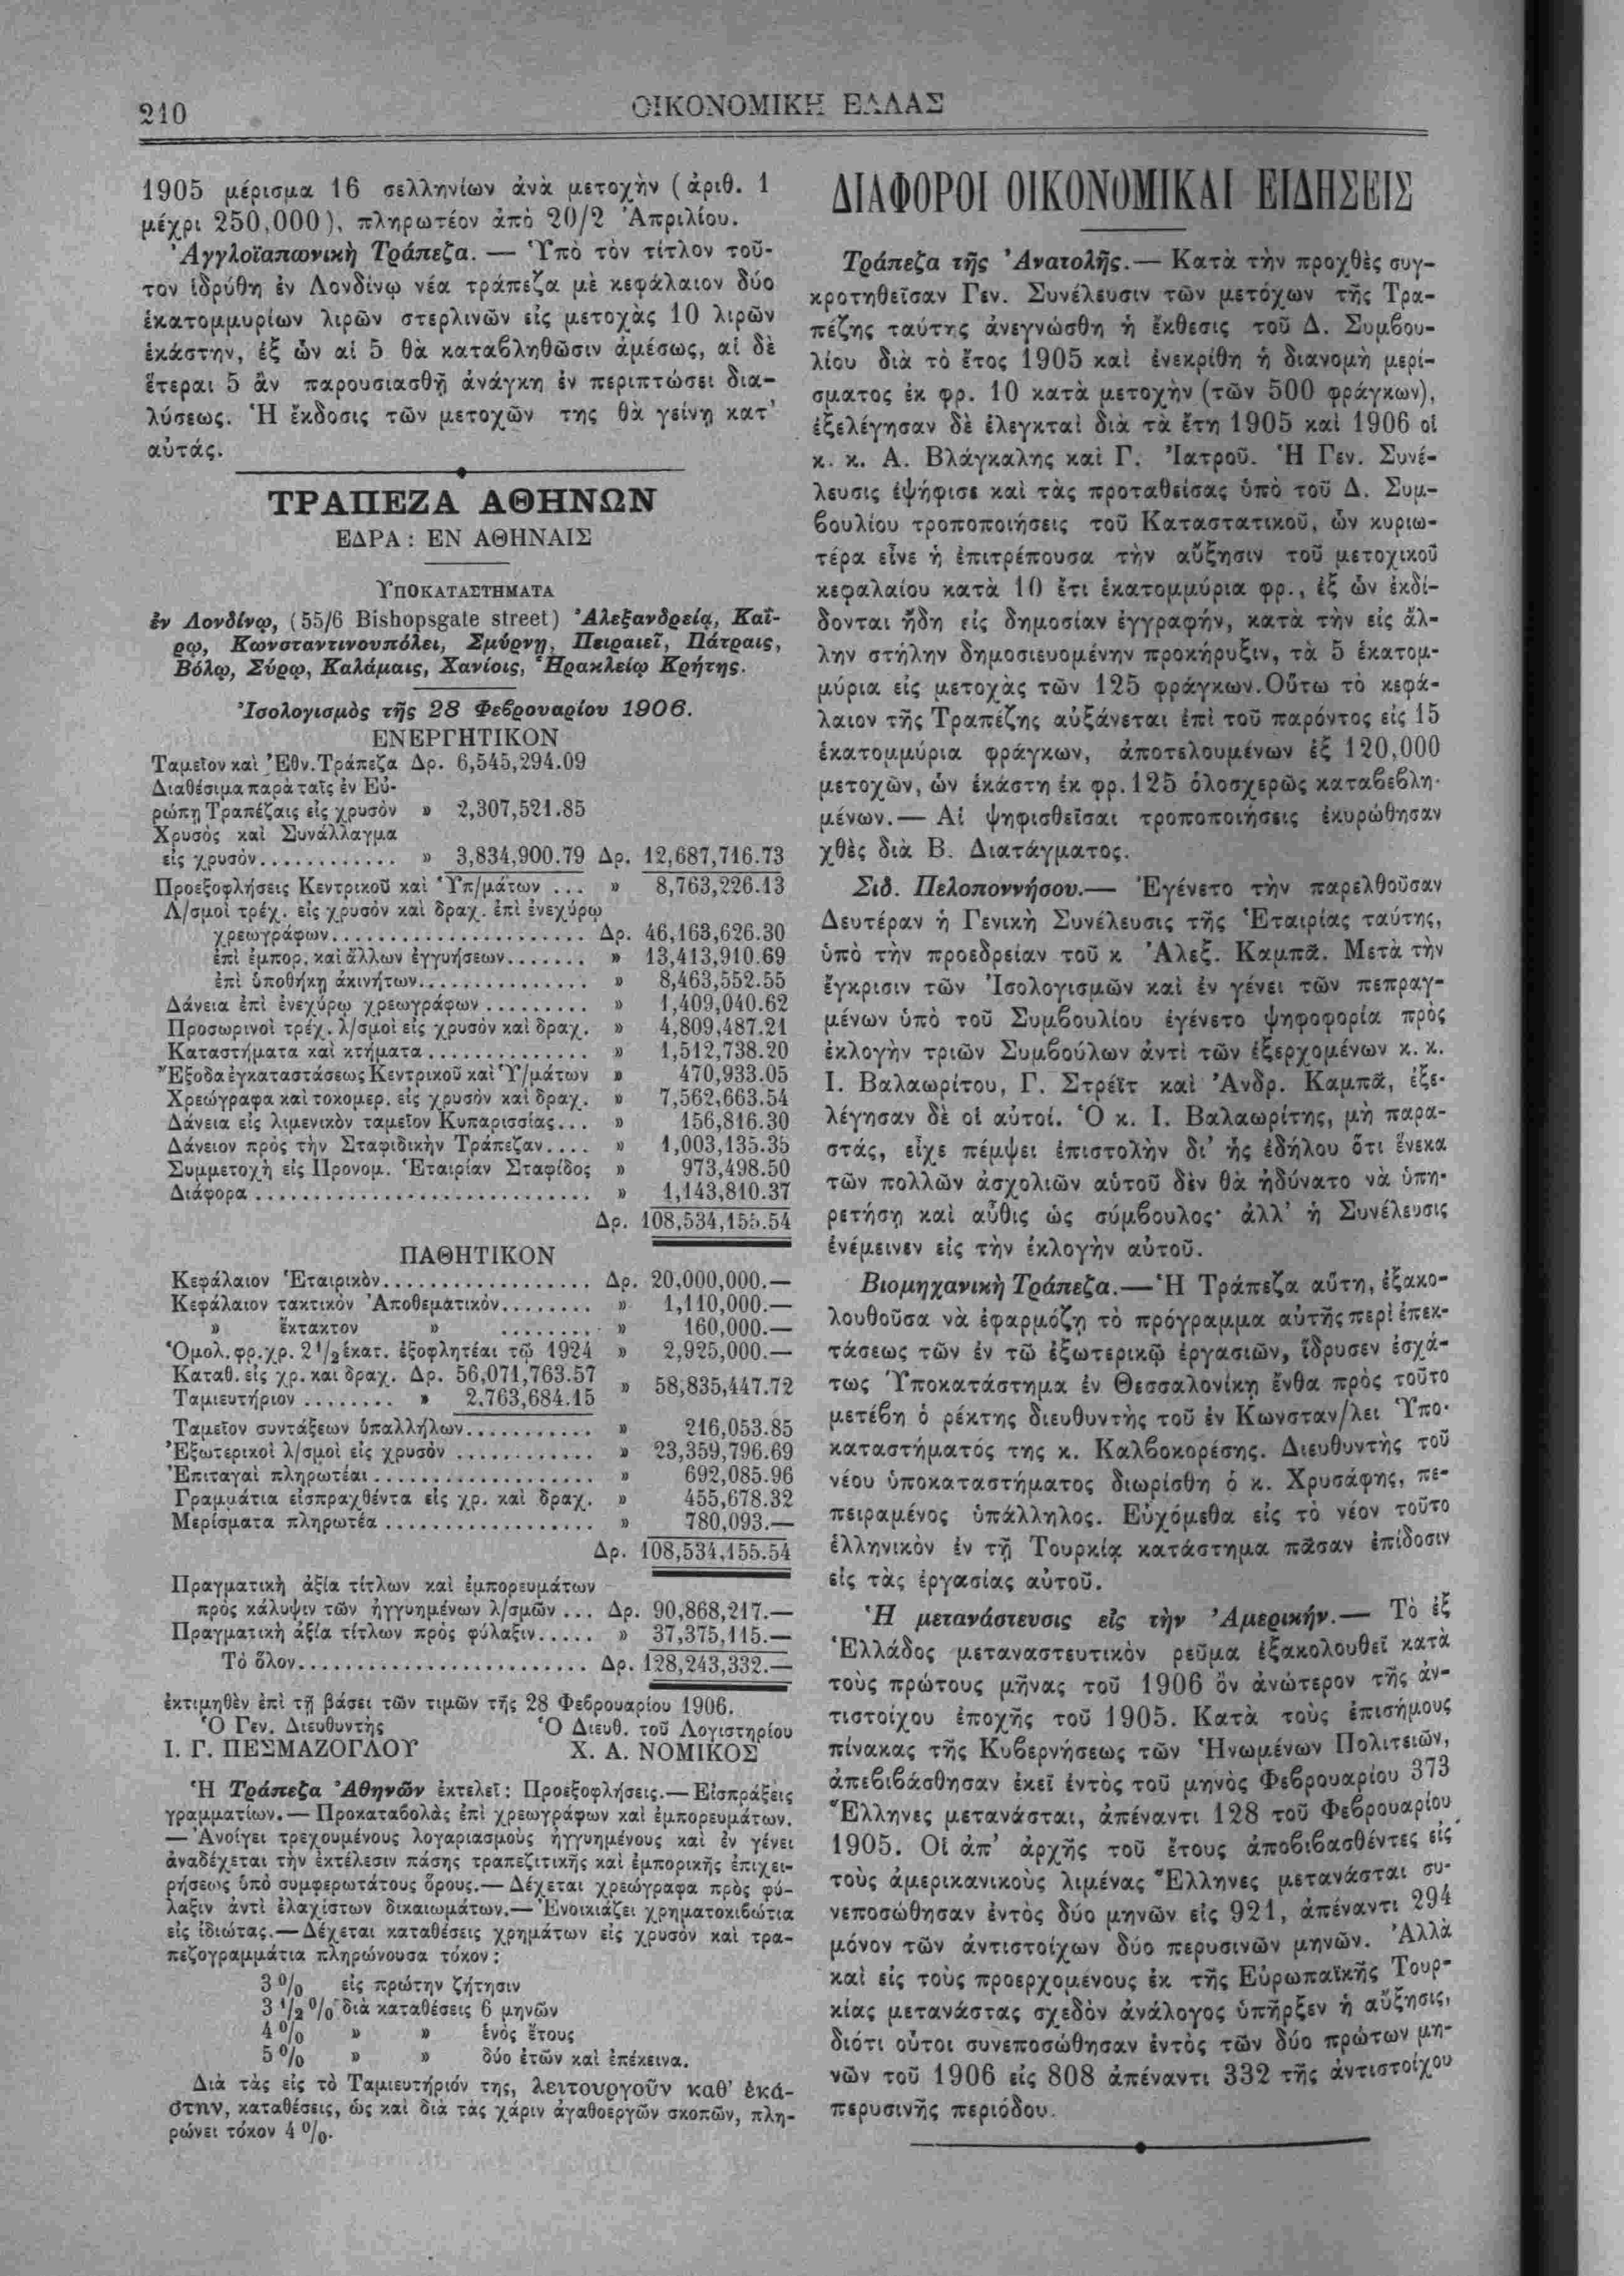 210
ΟΙΚΟΝΟΜΙΚΗ ΕΛΛΑΣ
1905 μέρισμα 16 σελληνίων ἀνὰ μετοχὴν (ἀριθ. 1
μέχρι 250,000), πληρωτέον ἀπὸ 20/2 Ἀπριλίου.
Ἀγγλοϊαπωνικὴ Τράπεζα. — Ὑπὸ τὸν τίτλον τοῦ-
τον ἱδρύθη ἐν Λονδίνῳ νέα τράπεζα μὲ κεφάλαιον δύο
ἑκατομμυρίων λιρῶν στερλινῶν εἰς μετοχὰς 10 λιρῶν
ἑκάστην, ἐξ ὧν αἱ 5 θὰ καταβληθῶσιν ἀμέσως, αἱ δὲ
ἕτεραι 5 ἂν παρουσιασθῇ ἀνάγκη ἐν περιπτώσει δια-
λύσεως. Ἡ ἔκδοσις τῶν μετοχῶν της θὰ γείνῃ κατ'
αὐτάς.
ΤΡΑΠΕΖΑ ΑΘΗΝΩΝ
ΕΔΡΑ : ΕΝ ΑΘΗΝΑΙΣ
ΥΠΟΚΑΤΑΣΤΗΜΑΤΑ
ἐν Λονδίνῳ, (55/6 Bishopsgate street) Ἀλεξανδρείᾳ, Καΐ-
ρῳ, Κωνσταντινουπόλει, Σμύρνῃ, Πειραιεῖ, Πάτραις,
Βόλῳ, Σύρῳ, Καλάμαις, Χανίοις, Ἡρακλείῳ Κρήτης.
Ἰσολογισμὸς τῆς 28 Φεβρουαρίου 1906.
ΕΝΕΡΓΗΤΙΚΟΝ
Ταμεῖον καὶ Ἐθν. Τράπεζα Δρ. 6,545,294.09
Διαθέσιμα παρὰ ταῖς ἐν Εὐ-
ρώπῃ Τραπέζαις εἰς χρυσὸν » 2,307,521.85
Χρυσὸς καὶ Συνάλλαγμα
εἰς χρυσὸν............ » 3,834,900.79 Δρ. 12,687,716.73
Προεξοφλήσεις Κεντρικοῦ καὶ Ὑπ/μάτων ... » 8,763,226.13
Λ/σμοὶ τρέχ. εἰς χρυσὸν καὶ δραχ. ἐπὶ ἐνεχύρῳ
χρεωγράφων...................... Δρ. 46,163,626.30
ἐπὶ ἐμπορ. καὶ ἄλλων ἐγγυήσεων....... » 13,413,910.69
ἐπὶ ὑποθήκῃ ἀκινήτων............... » 8,463,552.55
Δάνεια ἐπὶ ἐνεχύρῳ χρεωγράφων ......... » 1,409,040.62
Προσωρινοὶ τρέχ. λ/σμοὶ εἰς χρυσὸν καὶ δραχ. » 4,809,487.21
Καταστήματα καὶ κτήματα.............. » 1,512,738.20
Ἔξοδα ἐγκαταστάσεως Κεντρικοῦ καὶ Ὑ/μάτων » 470,933.05
Χρεώγραφα καὶ τοκομερ. εἰς χρυσὸν καὶ δραχ. » 7,562,663.54
Δάνεια εἰς λιμενικὸν ταμεῖον Κυπαρισσίας... » 156,816.30
Δάνειον πρὸς τὴν Σταφιδικὴν Τράπεζαν.... » 1,003,135.35
Συμμετοχὴ εἰς Προνομ. Ἑταιρίαν Σταφίδος » 973,498.50
Διάφορα............................. » 1,143,810.37
Δρ. 108,534,155.54
ΠΑΘΗΤΙΚΟΝ
Κεφάλαιον Ἑταιρικὸν.................. Δρ. 20,000,000.—
Κεφάλαιον τακτικὸν Ἀποθεματικὸν........ » 1,110,000.—
» ἔκτακτον » ........ » 160,000.—
Ὁμολ. φρ. χρ. 2 1/2 ἑκατ. ἐξοφλητέαι τῷ 1924 » 2,925,000.—
Καταθ. εἰς χρ. καὶ δραχ. Δρ. 56,071,763.57
Ταμιευτήριον ........ » 2,763,684.15 » 58,835,447.72
Ταμεῖον συντάξεων ὑπαλλήλων........... » 216,053.85
Ἐξωτερικοὶ λ/σμοὶ εἰς χρυσὸν ............ » 23,359,796.69
Ἐπιταγαὶ πληρωτέαι................... » 692,085.96
Γραμμάτια εἰσπραχθέντα εἰς χρ. καὶ δραχ. » 455,678.32
Μερίσματα πληρωτέα .................. » 780,093.—
Δρ. 108,534,155.54
Πραγματικὴ ἀξία τίτλων καὶ ἐμπορευμάτων
πρὸς κάλυψιν τῶν ἠγγυημένων λ/σμῶν ... Δρ. 90,868,217.—
Πραγματικὴ ἀξία τίτλων πρὸς φύλαξιν..... » 37,375,115.—
Τὸ ὅλον......................... Δρ. 128,243,332.—
ἐκτιμηθὲν ἐπὶ τῇ βάσει τῶν τιμῶν τῆς 28 Φεβρουαρίου 1906.
Ὁ Γεν. Διευθυντὴς Ὁ Διευθ. τοῦ Λογιστηρίου
Ι. Γ. ΠΕΣΜΑΖΟΓΛΟΥ Χ. Α. ΝΟΜΙΚΟΣ
Ἡ Τράπεζα Ἀθηνῶν ἐκτελεῖ: Προεξοφλήσεις.— Εἰσπράξεις
γραμματίων.— Προκαταβολὰς ἐπὶ χρεωγράφων καὶ ἐμπορευμάτων.
— Ἀνοίγει τρεχουμένους λογαριασμοὺς ἠγγυημένους καὶ ἐν γένει
ἀναδέχεται τὴν ἐκτέλεσιν πάσης τραπεζιτικῆς καὶ ἐμπορικῆς ἐπιχει-
ρήσεως ὑπὸ συμφερωτάτους ὅρους.— Δέχεται χρεώγραφα πρὸς φύ-
λαξιν ἀντὶ ἐλαχίστων δικαιωμάτων.— Ἐνοικιάζει χρηματοκιβώτια
εἰς ἰδιώτας.— Δέχεται καταθέσεις χρημάτων εἰς χρυσὸν καὶ τρα-
πεζογραμμάτια πληρώνουσα τόκον :
3 % εἰς πρώτην ζήτησιν
3 1/2 % διὰ καταθέσεις 6 μηνῶν
4 % » » ἑνὸς ἔτους
5 % » » δύο ἐτῶν καὶ ἐπέκεινα.
Διὰ τὰς εἰς τὸ Ταμιευτήριόν της, λειτουργοῦν καθ' ἑκά-
στην, καταθέσεις, ὡς καὶ διὰ τὰς χάριν ἀγαθοεργῶν σκοπῶν, πλη-
ρώνει τόκον 4 %.
ΔΙΑΦΟΡΟΙ ΟΙΚΟΝΟΜΙΚΑΙ ΕΙΔΗΣΕΙΣ
Τράπεζα τῆς Ἀνατολῆς.— Κατὰ τὴν προχθὲς συγ-
κροτηθεῖσαν Γεν. Συνέλευσιν τῶν μετόχων τῆς Τρα-
πέζης ταύτης ἀνεγνώσθη ἡ ἔκθεσις τοῦ Δ. Συμβου-
λίου διὰ τὸ ἔτος 1905 καὶ ἐνεκρίθη ἡ διανομὴ μερί-
σματος ἐκ φρ. 10 κατὰ μετοχὴν (τῶν 500 φράγκων),
ἐξελέγησαν δὲ ἐλεγκταὶ διὰ τὰ ἔτη 1905 καὶ 1906 οἱ
κ. κ. Α. Βλάγκαλης καὶ Γ. Ἰατροῦ. Ἡ Γεν. Συνέ-
λευσις ἐψήφισε καὶ τὰς προταθείσας ὑπὸ τοῦ Δ. Συμ-
βουλίου τροποποιήσεις τοῦ Καταστατικοῦ, ὧν κυριω-
τέρα εἶνε ἡ ἐπιτρέπουσα τὴν αὔξησιν τοῦ μετοχικοῦ
κεφαλαίου κατὰ 10 ἔτι ἑκατομμύρια φρ., ἐξ ὧν ἐκδί-
δονται ἤδη εἰς δημοσίαν ἐγγραφήν, κατὰ τὴν εἰς ἄλ-
λην στήλην δημοσιευομένην προκήρυξιν, τὰ 5 ἑκατομ-
μύρια εἰς μετοχὰς τῶν 125 φράγκων. Οὕτω τὸ κεφά-
λαιον τῆς Τραπέζης αὐξάνεται ἐπὶ τοῦ παρόντος εἰς 15
ἑκατομμύρια φράγκων, ἀποτελουμένων ἐξ 120,000
μετοχῶν, ὧν ἑκάστη ἐκ φρ. 125 ὁλοσχερῶς καταβεβλη-
μένων.— Αἱ ψηφισθεῖσαι τροποποιήσεις ἐκυρώθησαν
χθὲς διὰ Β. Διατάγματος.
Σιδ. Πελοποννήσου.— Ἐγένετο τὴν παρελθοῦσαν
Δευτέραν ἡ Γενικὴ Συνέλευσις τῆς Ἑταιρίας ταύτης,
ὑπὸ τὴν προεδρείαν τοῦ κ Ἀλεξ. Καμπᾶ. Μετὰ τὴν
ἔγκρισιν τῶν Ἰσολογισμῶν καὶ ἐν γένει τῶν πεπραγ-
μένων ὑπὸ τοῦ Συμβουλίου ἐγένετο ψηφοφορία πρὸς
ἐκλογὴν τριῶν Συμβούλων ἀντὶ τῶν ἐξερχομένων κ. κ.
Ι. Βαλαωρίτου, Γ. Στρέϊτ καὶ Ἀνδρ. Καμπᾶ, ἐξε-
λέγησαν δὲ οἱ αὐτοί. Ὁ κ. Ι. Βαλαωρίτης, μὴ παρα-
στάς, εἶχε πέμψει ἐπιστολὴν δι' ἧς ἐδήλου ὅτι ἕνεκα
τῶν πολλῶν ἀσχολιῶν αὑτοῦ δὲν θὰ ἠδύνατο νὰ ὑπη-
ρετήσῃ καὶ αὖθις ὡς σύμβουλος· ἀλλ' ἡ Συνέλευσις
ἐνέμεινεν εἰς τὴν ἐκλογὴν αὐτοῦ.
Βιομηχανικὴ Τράπεζα.— Ἡ Τράπεζα αὕτη, ἐξακο-
λουθοῦσα νὰ ἐφαρμόζῃ τὸ πρόγραμμα αὑτῆς περὶ ἐπεκ-
τάσεως τῶν ἐν τῷ ἐξωτερικῷ ἐργασιῶν, ἵδρυσεν ἐσχά-
τως Ὑποκατάστημα ἐν Θεσσαλονίκῃ ἔνθα πρὸς τοῦτο
μετέβη ὁ ρέκτης διευθυντὴς τοῦ ἐν Κωνσταν/λει Ὑπο-
καταστήματός της κ. Καλβοκορέσης. Διευθυντὴς τοῦ
νέου ὑποκαταστήματος διωρίσθη ὁ κ. Χρυσάφης, πε-
πειραμένος ὑπάλληλος. Εὐχόμεθα εἰς τὸ νέον τοῦτο
ἑλληνικὸν ἐν τῇ Τουρκίᾳ κατάστημα πᾶσαν ἐπίδοσιν
εἰς τὰς ἐργασίας αὐτοῦ.
Ἡ μετανάστευσις εἰς τὴν Ἀμερικήν.— Τὸ ἐξ
Ἑλλάδος μεταναστευτικὸν ρεῦμα ἐξακολουθεῖ κατὰ
τοὺς πρώτους μῆνας τοῦ 1906 ὂν ἀνώτερον τῆς ἀν-
τιστοίχου ἐποχῆς τοῦ 1905. Κατὰ τοὺς ἐπισήμους
πίνακας τῆς Κυβερνήσεως τῶν Ἡνωμένων Πολιτειῶν,
ἀπεβιβάσθησαν ἐκεῖ ἐντὸς τοῦ μηνὸς Φεβρουαρίου 373
Ἕλληνες μετανάσται, ἀπέναντι 128 τοῦ Φεβρουαρίου
1905. Οἱ ἀπ' ἀρχῆς τοῦ ἔτους ἀποβιβασθέντες εἰς
τοὺς ἀμερικανικοὺς λιμένας Ἕλληνες μετανάσται συ-
νεποσώθησαν ἐντὸς δύο μηνῶν εἰς 921, ἀπέναντι 294
μόνον τῶν ἀντιστοίχων δύο περυσινῶν μηνῶν. Ἀλλὰ
καὶ εἰς τοὺς προερχομένους ἐκ τῆς Εὐρωπαϊκῆς Τουρ-
κίας μετανάστας σχεδὸν ἀνάλογος ὑπῆρξεν ἡ αὔξησις,
διότι οὗτοι συνεποσώθησαν ἐντὸς τῶν δύο πρώτων μη-
νῶν τοῦ 1906 εἰς 808 ἀπέναντι 332 τῆς ἀντιστοίχου
περυσινῆς περιόδου.